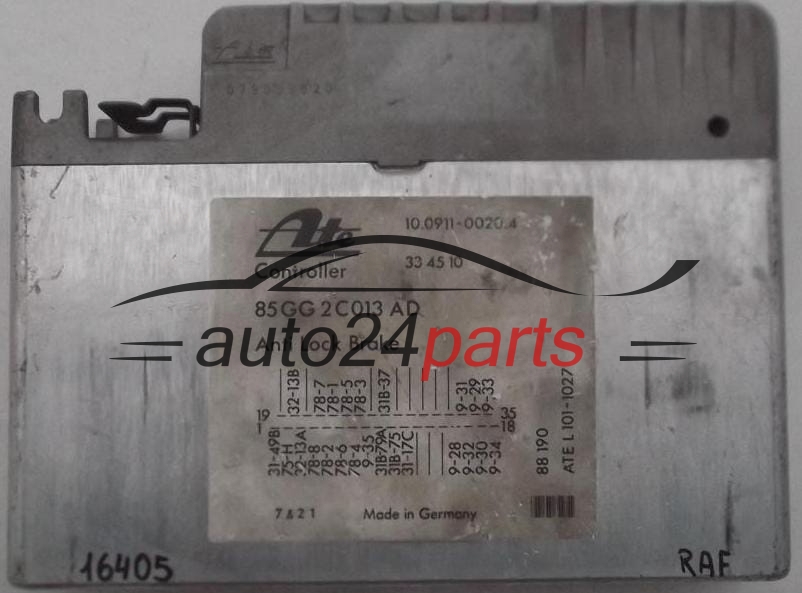 079053620
Ate
10.0911-0020.4
Controller
33 45 10
85GG 2C013 AD
auto24parts
Anti Lock Brake
32-13B
78-7
78-1
78-5
78-3
31B-37
9-31
9-29
9-33
19
35
1
18
31-49B
75-H
32-13A
78-8
78-2
78-6
78-4
9-35
31B-79A
31B-75
31-17C
9-28
9-32
9-30
9-34
88 190
ATE L 101-1027
7 & 2 1
Made in Germany
16405
RAF